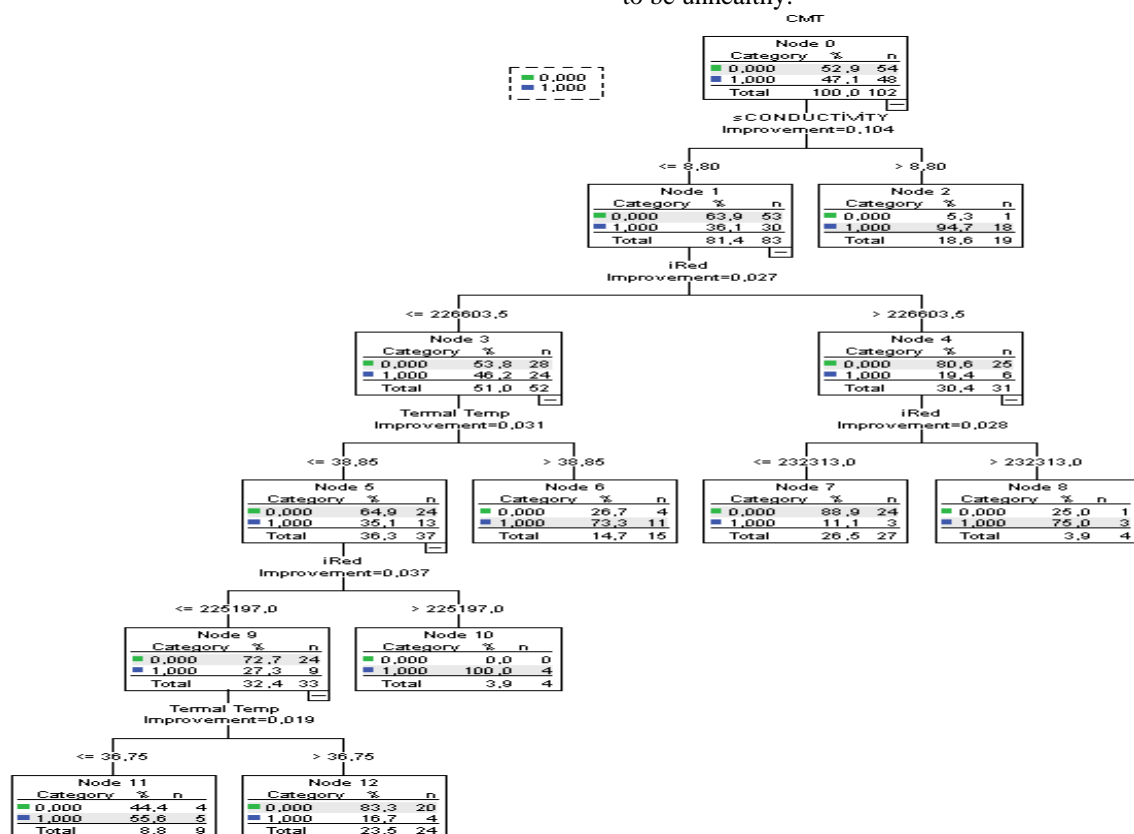 to be unhealthy.
CMT
0,000
1,000
Node 0
Category % n
0,000 52,9 54
1,000 47,1 48
Total 100,0 102
sCONDUCTİVİTY
Improvement=0,104
<= 8,80 > 8,80
Node 1 Node 2
Category % n Category % n
0,000 63,9 53 0,000 5,3 1
1,000 36,1 30 1,000 94,7 18
Total 81,4 83 Total 18,6 19
iRed
Improvement=0,027
<= 226603,5 > 226603,5
Node 3 Node 4
Category % n Category % n
0,000 53,8 28 0,000 80,6 25
1,000 46,2 24 1,000 19,4 6
Total 51,0 52 Total 30,4 31
Termal Temp iRed
Improvement=0,031 Improvement=0,028
<= 38,85 > 38,85 <= 232313,0 > 232313,0
Node 5 Node 6 Node 7 Node 8
Category % n Category % n Category % n Category % n
0,000 64,9 24 0,000 26,7 4 0,000 88,9 24 0,000 25,0 1
1,000 35,1 13 1,000 73,3 11 1,000 11,1 3 1,000 75,0 3
Total 36,3 37 Total 14,7 15 Total 26,5 27 Total 3,9 4
iRed
Improvement=0,037
<= 225197,0 > 225197,0
Node 9 Node 10
Category % n Category % n
0,000 72,7 24 0,000 0,0 0
1,000 27,3 9 1,000 100,0 4
Total 32,4 33 Total 3,9 4
Termal Temp
Improvement=0,019
<= 36,75 > 36,75
Node 11 Node 12
Category % n Category % n
0,000 44,4 4 0,000 83,3 20
1,000 55,6 5 1,000 16,7 4
Total 8,8 9 Total 23,5 24